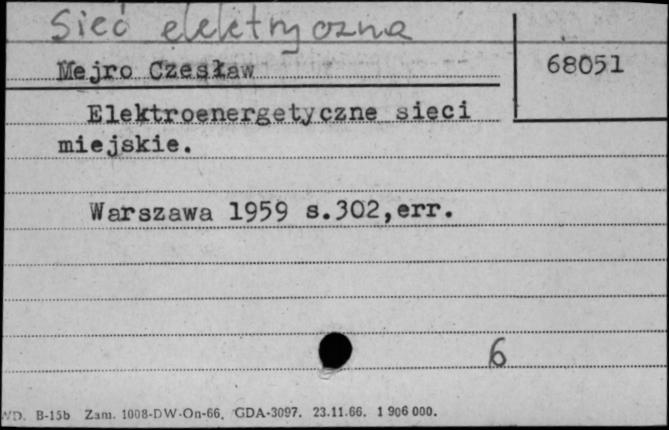 Sieć elektryczna
Mejro Czesław
68051
Elektroenergetyczne sieci
miejskie.
Warszawa 1959 s.302,err.
6
WD. B-15b Zam. 1008-DW-On-66. GDA-3097. 23.11.66. 1 906 000.